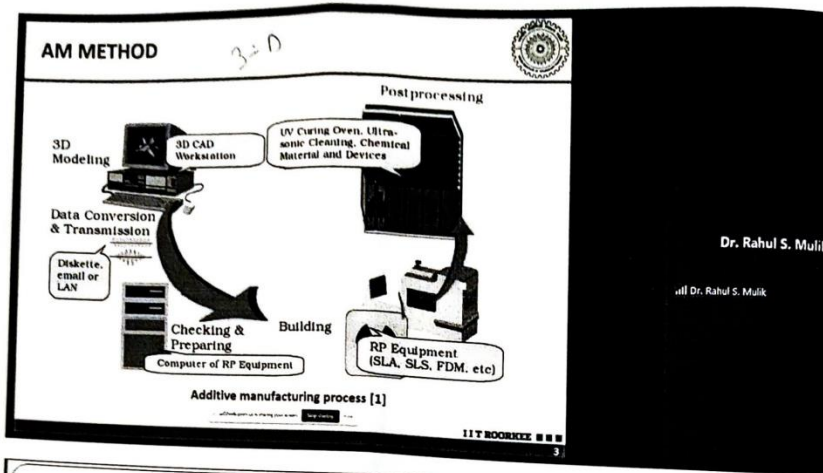 AM METHOD
3-D
Postprocessing
3D
Modeling
3D CAD
Workstation
UV Curing Oven, Ultra-
sonic Cleaning, Chemical
Material and Devices
Data Conversion
& Transmission
Diskette,
email or
LAN
Checking &
Preparing
Computer of RP Equipment
Building
RP Equipment
(SLA, SLS, FDM, etc)
Additive manufacturing process [1]
IIT ROORKEE
3
Dr. Rahul S. Mulik
Dr. Rahul S. Mulik